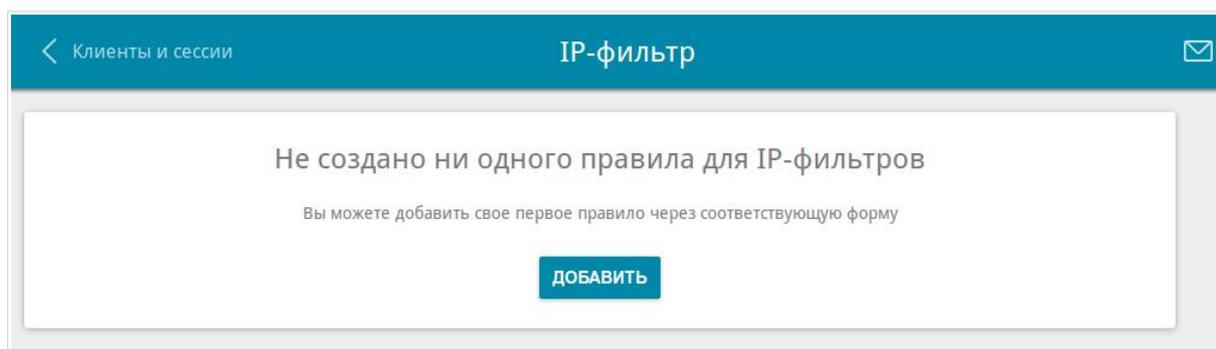 Клиенты и сессии
IP-фильтр
Не создано ни одного правила для IP-фильтров
Вы можете добавить свое первое правило через соответствующую форму
ДОБАВИТЬ